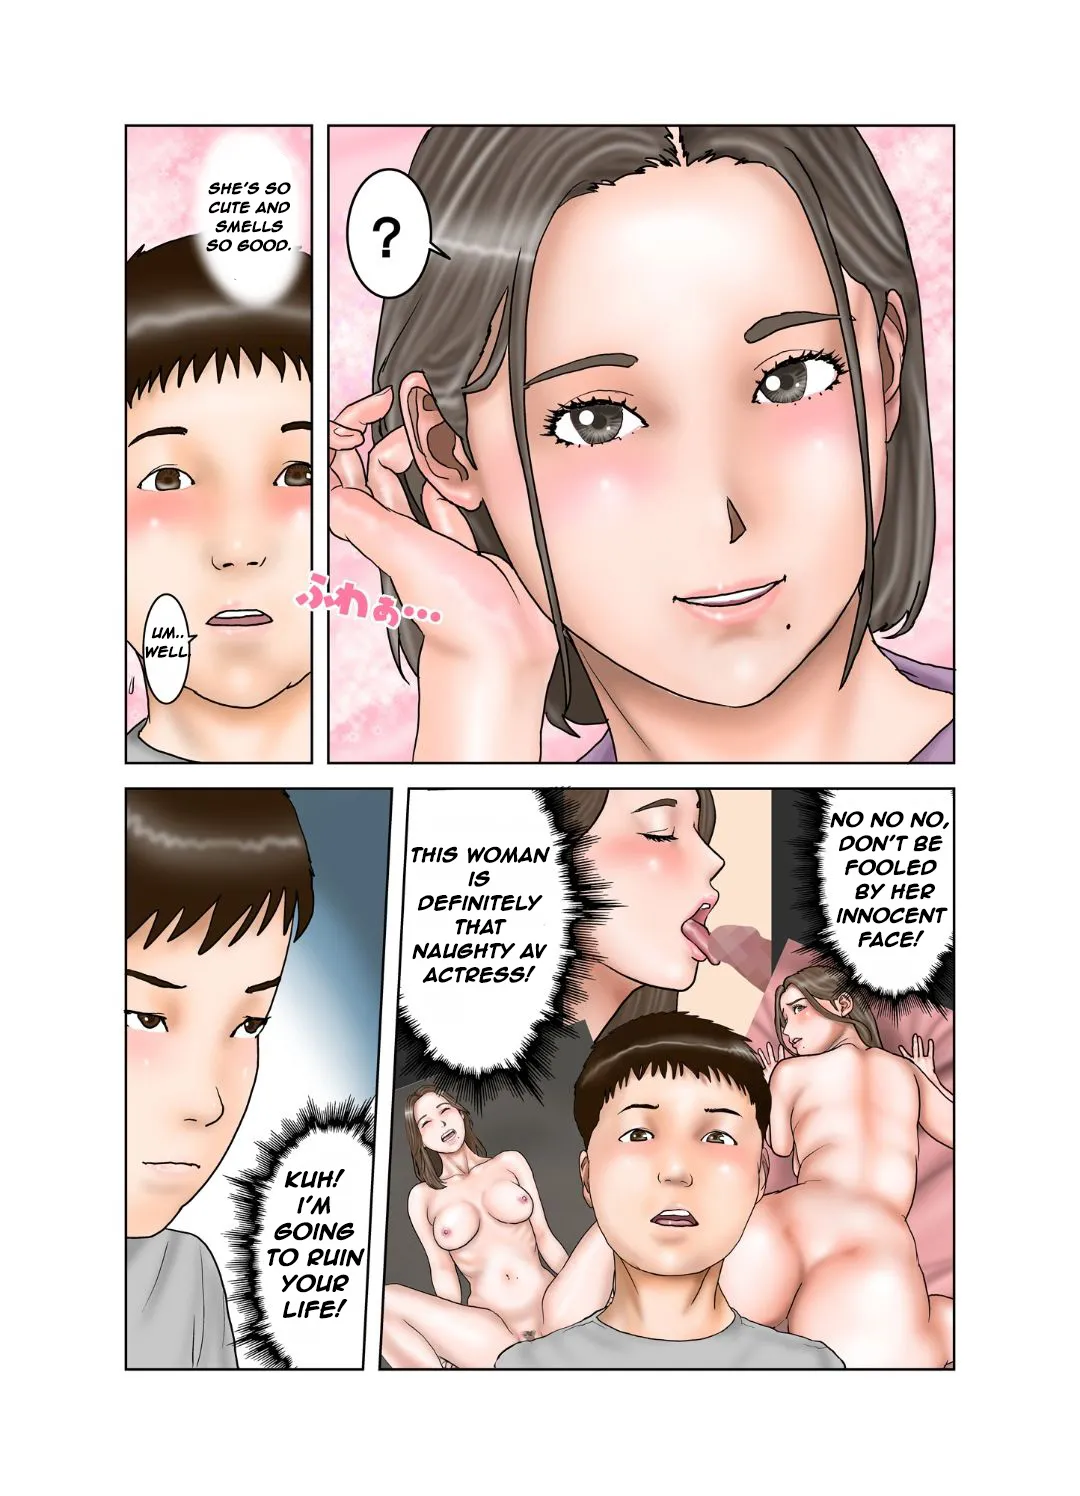 ?
SHE'S SO
CUTE AND
SMELLS
SO GOOD.
ふわぁ…
UM..
WELL.
NO NO NO,
DON'T BE
FOOLED
BY HER
INNOCENT
FACE!
THIS WOMAN
IS
DEFINITELY
THAT
NAUGHTY AV
ACTRESS!
KUH!
I'M
GOING
TO RUIN
YOUR
LIFE!